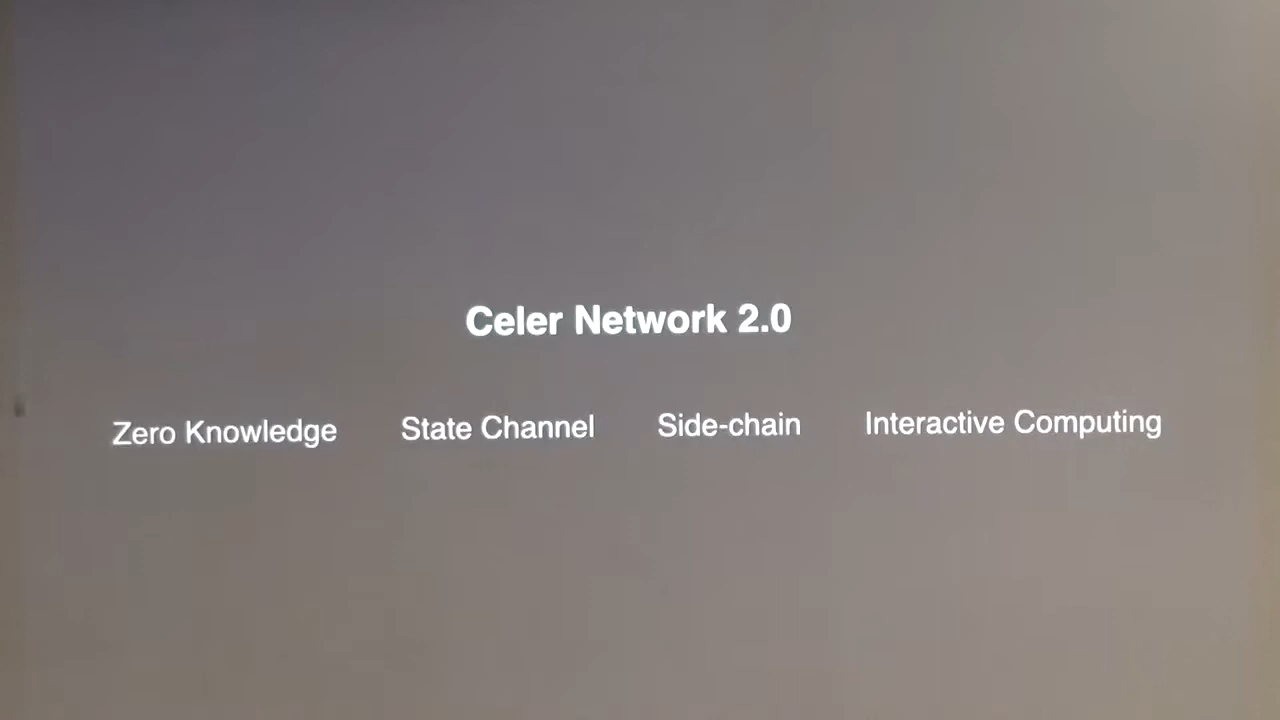 Celer Network 2.0
Zero Knowledge State Channel Side-chain Interactive Computing